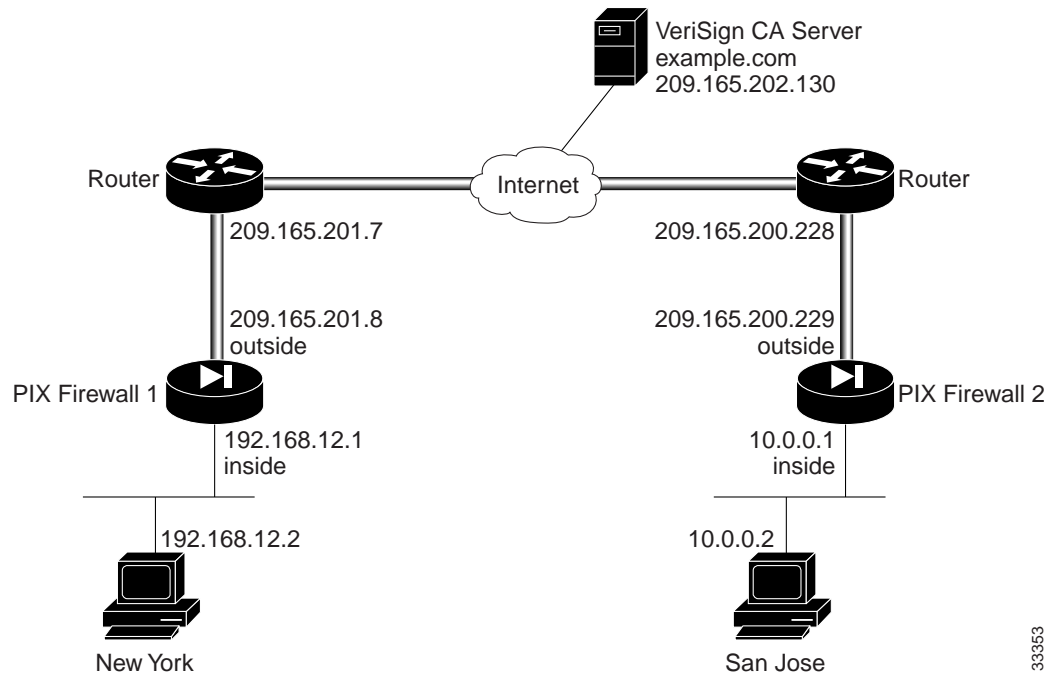 VeriSign CA Server
example.com
209.165.202.130
Router
Internet
Router
209.165.201.7
209.165.200.228
209.165.201.8
outside
209.165.200.229
outside
PIX Firewall 1
PIX Firewall 2
192.168.12.1
inside
10.0.0.1
inside
192.168.12.2
10.0.0.2
New York
San Jose
33353